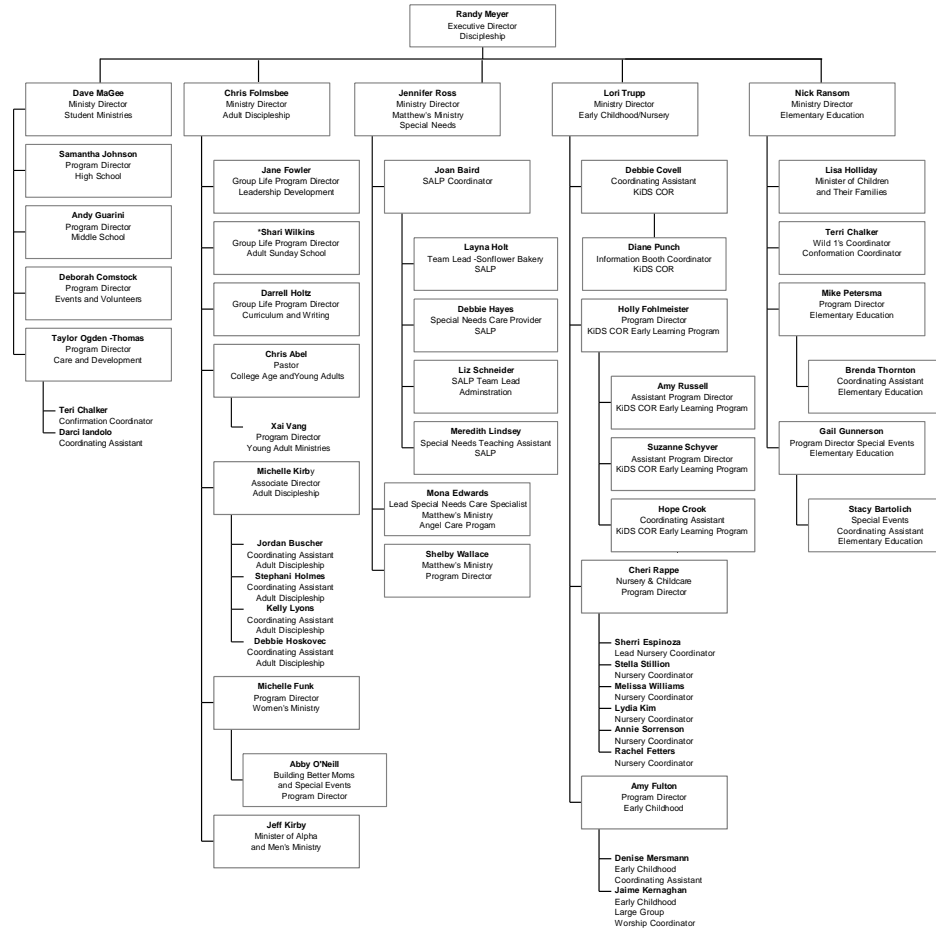 Randy Meyer
Executive Director
Discipleship
Dave MaGee
Ministy Director
Student Ministries
Samantha Johnson
Program Director
High School
Andy Guarini
Program Director
Middle School
Deborah Comstock
Program Director
Events and Volunteers
Taylor Ogden -Thomas
Program Director
Care and Development
Teri Chalker
Confirmation Coordinator
Darci Iandolo
Coordinating Assistant
Chris Folmsbee
Ministry Director
Adult Discipleship
Jane Fowler
Group Life Program Director
Leadership Development
*Shari Wilkins
Group Life Program Director
Adult Sunday School
Darrell Holtz
Group Life Program Director
Curriculum and Writing
Chris Abel
Pastor
College Age andYoung Adults
Xai Vang
Program Director
Young Adult Ministries
Michelle Kirby
Associate Director
Adult Discipleship
Jordan Buscher
Coordinating Assistant
Adult Discipleship
Stephani Holmes
Coordinating Assistant
Adult Discipleship
Kelly Lyons
Coordinating Assistant
Adult Discipleship
Debbie Hoskovec
Coordinating Assistant
Adult Discipleship
Michelle Funk
Program Director
Women's Ministry
Abby O'Neill
Building Better Moms
and Special Events
Program Director
Jeff Kirby
Minister of Alpha
and Men's Ministry
Jennifer Ross
Ministry Director
Matthew's Ministry
Special Needs
Joan Baird
SALP Coordinator
Layna Holt
Team Lead -Sonflower Bakery
SALP
Debbie Hayes
Special Needs Care Provider
SALP
Liz Schneider
SALP Team Lead
Adminstration
Meredith Lindsey
Special Needs Teaching Assistant
SALP
Mona Edwards
Lead Special Needs Care Specialist
Matthew's Ministry
Angel Care Progam
Shelby Wallace
Matthew's Ministry
Program Director
Lori Trupp
Ministry Director
Early Childhood/Nursery
Debbie Covell
Coordinating Assistant
KiDS COR
Diane Punch
Information Booth Coordinator
KiDS COR
Holly Fohlmeister
Program Director
KiDS COR Early Learning Program
Amy Russell
Assistant Program Director
KiDS COR Early Learning Program
Suzanne Schyver
Assistant Program Director
KiDS COR Early Learning Program
Hope Crook
Coordinating Assistant
KiDS COR Early Learning Program
Cheri Rappe
Nursery & Childcare
Program Director
Sherri Espinoza
Lead Nursery Coordinator
Stella Stillion
Nursery Coordinator
Melissa Williams
Nursery Coordinator
Lydia Kim
Nursery Coordinator
Annie Sorrenson
Nursery Coordinator
Rachel Fetters
Nursery Coordinator
Amy Fulton
Program Director
Early Childhood
Denise Mersmann
Early Childhood
Coordinating Assistant
Jaime Kernaghan
Early Childhood
Large Group
Worship Coordinator
Nick Ransom
Ministry Director
Elementary Education
Lisa Holliday
Minister of Children
and Their Families
Terri Chalker
Wild 1's Coordinator
Conformation Coordinator
Mike Petersma
Program Director
Elementary Education
Brenda Thornton
Coordinating Assistant
Elementary Education
Gail Gunnerson
Program Director Special Events
Elementary Education
Stacy Bartolich
Special Events
Coordinating Assistant
Elementary Education